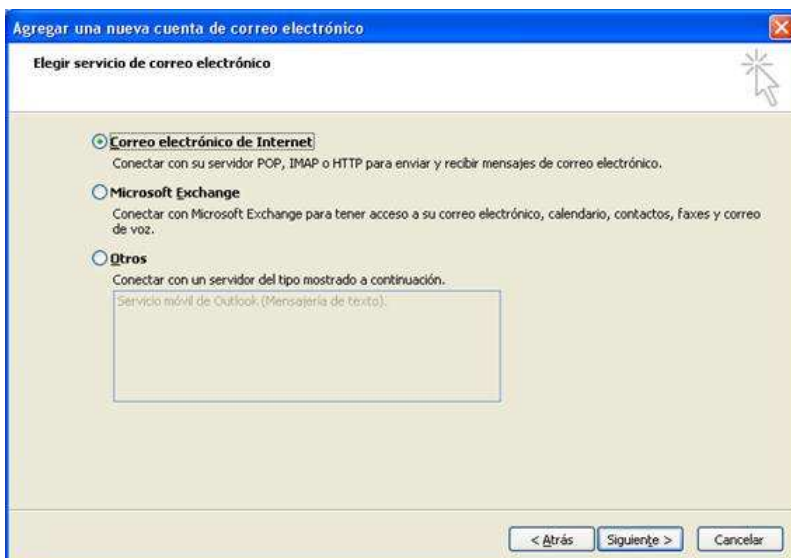 Agregar una nueva cuenta de correo electrónico
Elegir servicio de correo electrónico
Correo electrónico de Internet
Conectar con su servidor POP, IMAP o HTTP para enviar y recibir mensajes de correo electrónico.
Microsoft Exchange
Conectar con Microsoft Exchange para tener acceso a su correo electrónico, calendario, contactos, faxes y correo
de voz.
Otros
Conectar con un servidor del tipo mostrado a continuación.
Servicio móvil de Outlook (Mensajería de texto).
< Atrás Siguiente > Cancelar